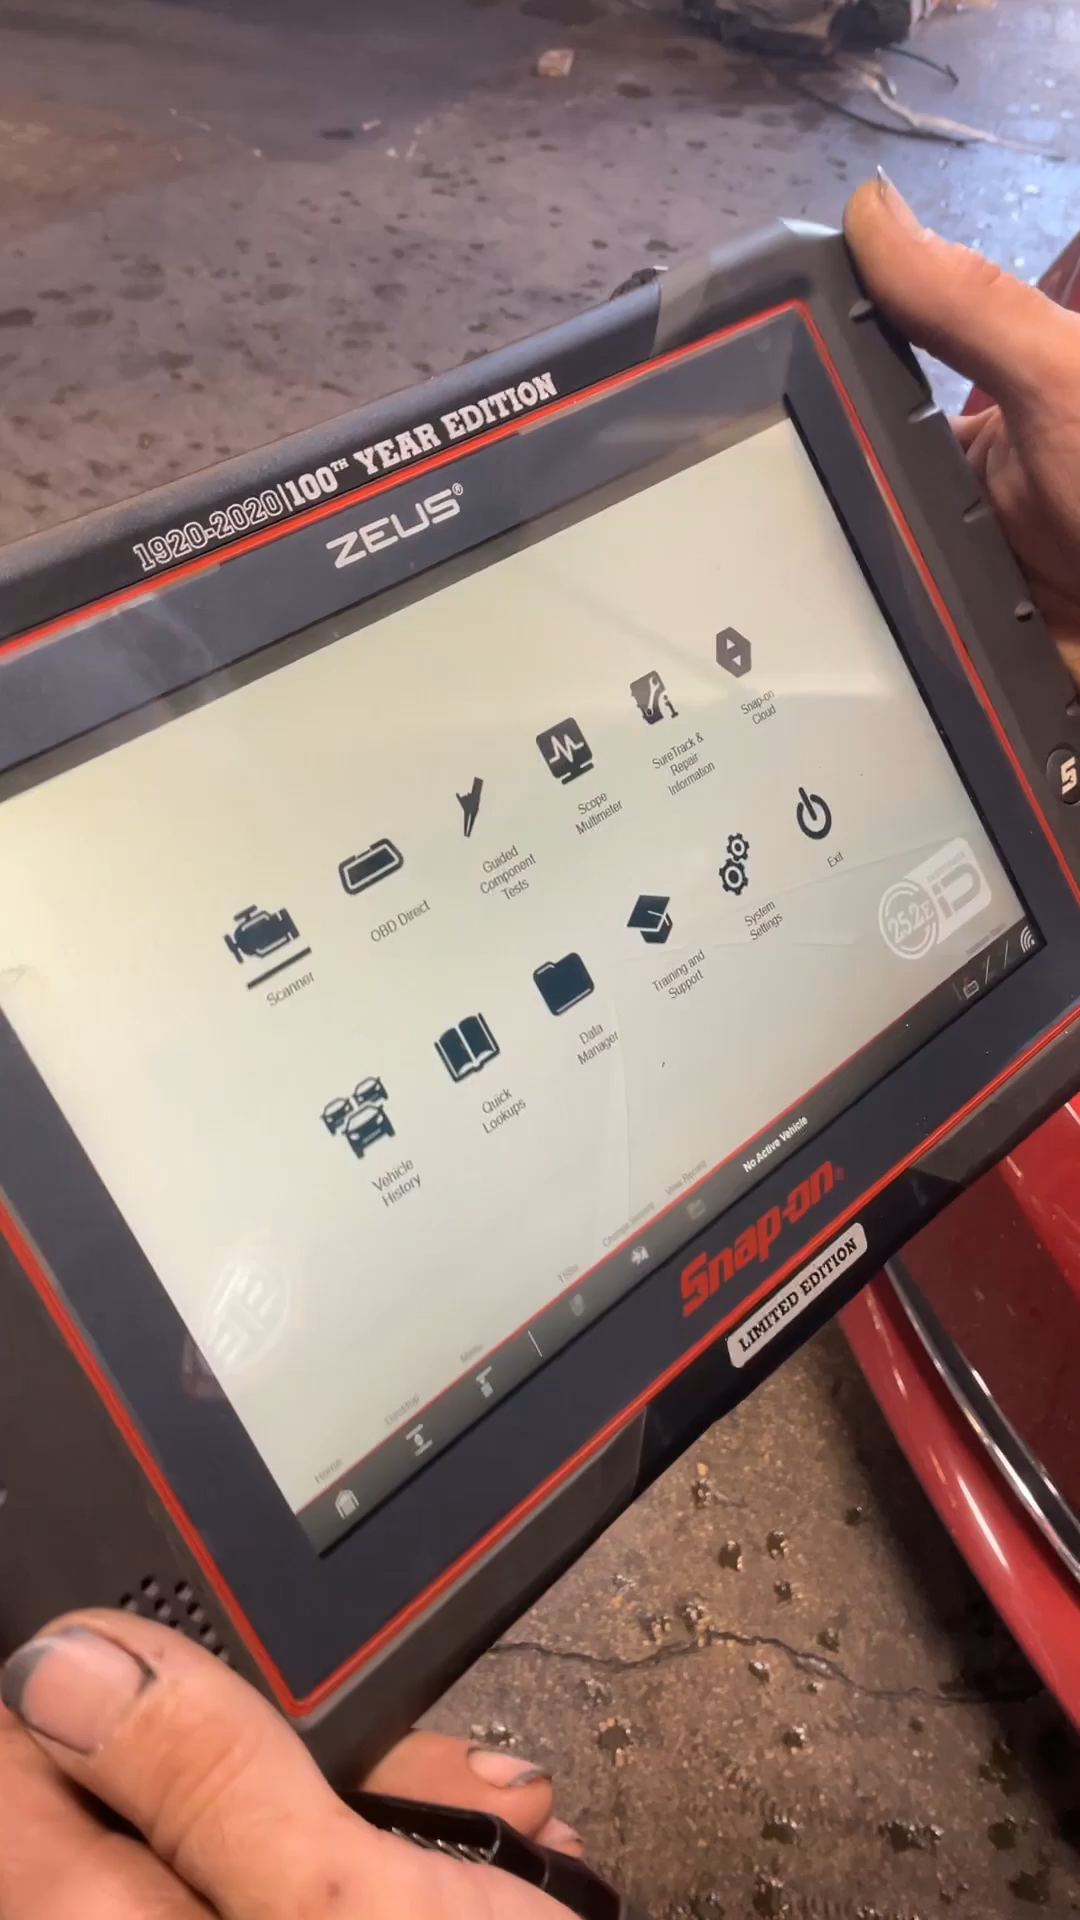 1920-2020|100TH YEAR EDITION
ZEUS®
Scanner
OBD Direct
Guided
Component
Tests
Scope
Multimeter
SureTrack &
Repair
Information
Snap-on
Cloud
Vehicle
History
Quick
Lookups
Data
Manager
Training and
Support
System
Settings
Exit
252E
Home
Desktop
Menu
No Active Vehicle
Snap-on®
LIMITED EDITION